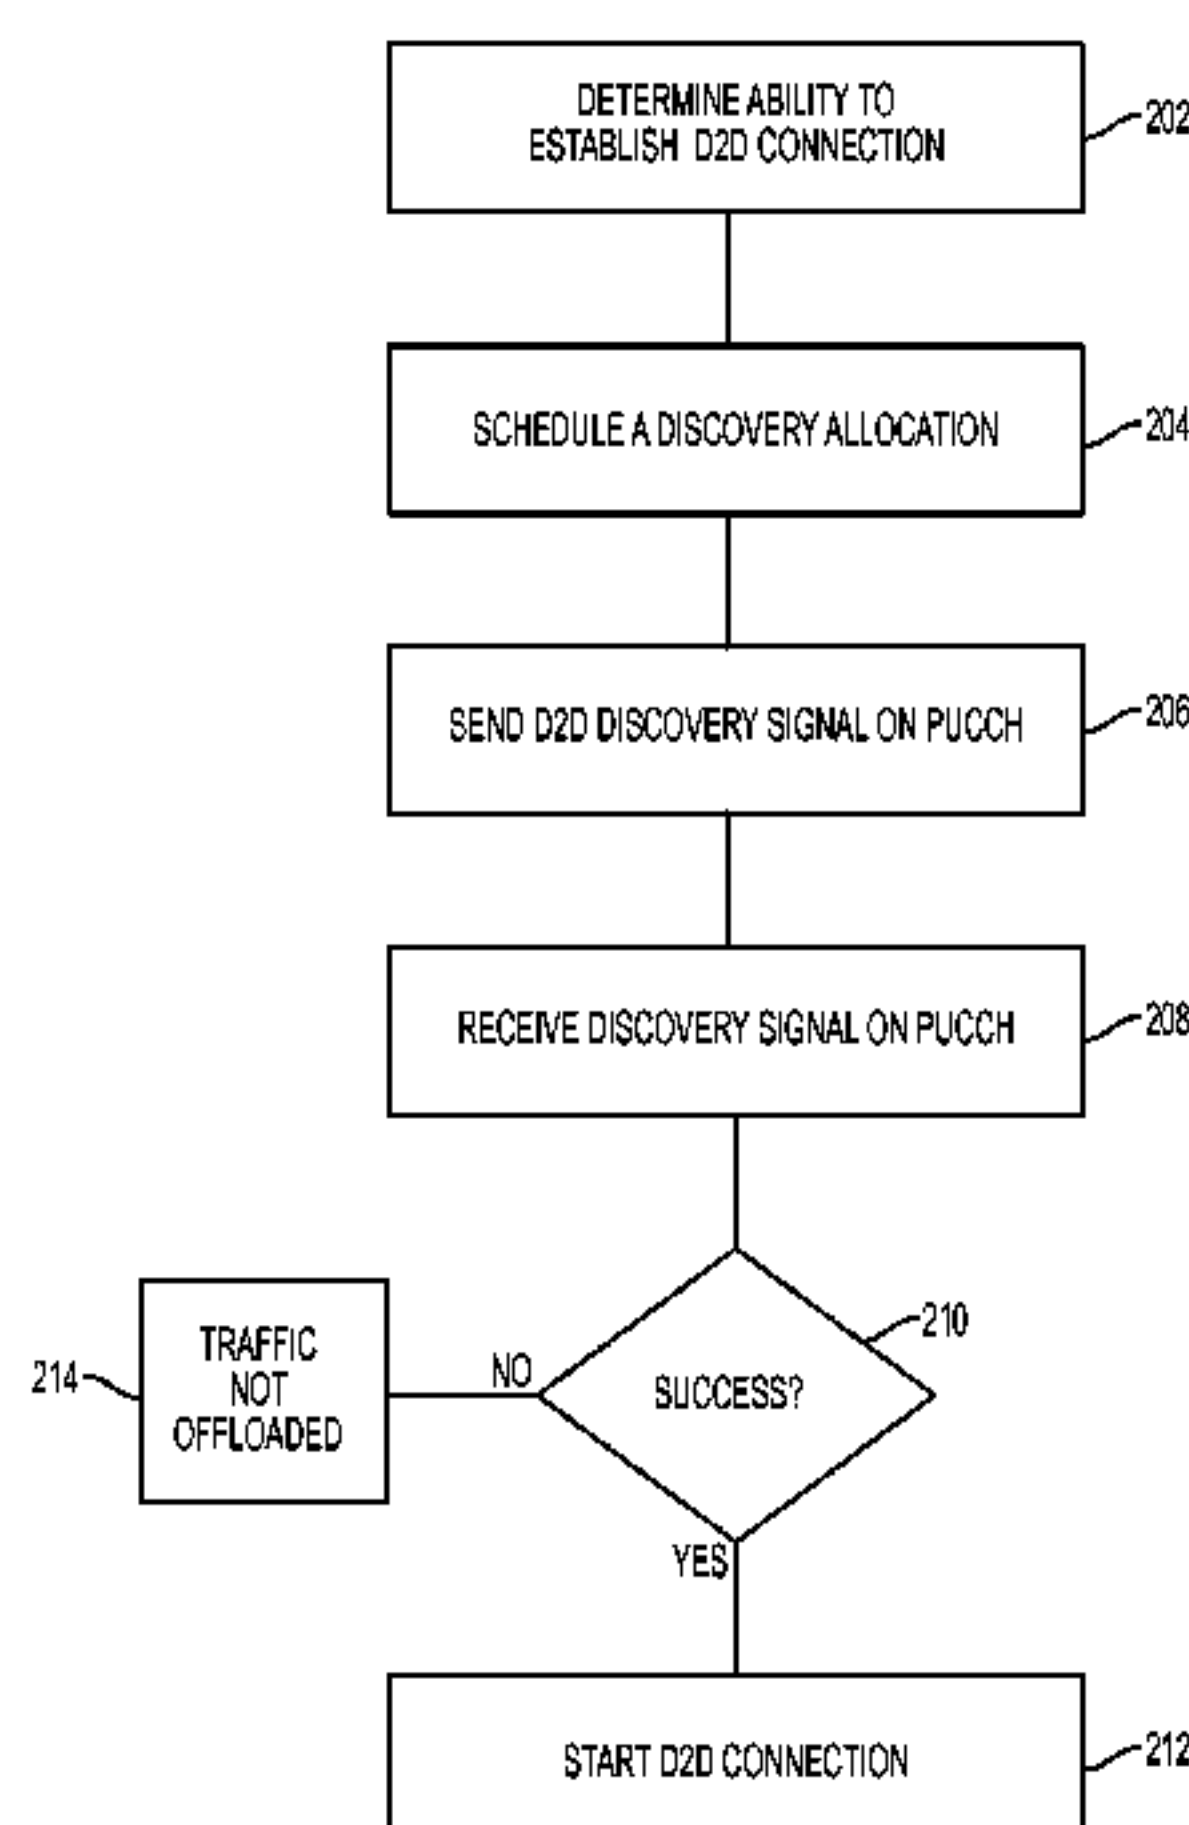 DETERMINE ABILITY TO
ESTABLISH D2D CONNECTION
202
SCHEDULE A DISCOVERY ALLOCATION
204
SEND D2D DISCOVERY SIGNAL ON PUCCH
206
RECEIVE DISCOVERY SIGNAL ON PUCCH
208
210
SUCCESS?
NO
TRAFFIC
NOT
OFFLOADED
214
YES
START D2D CONNECTION
212